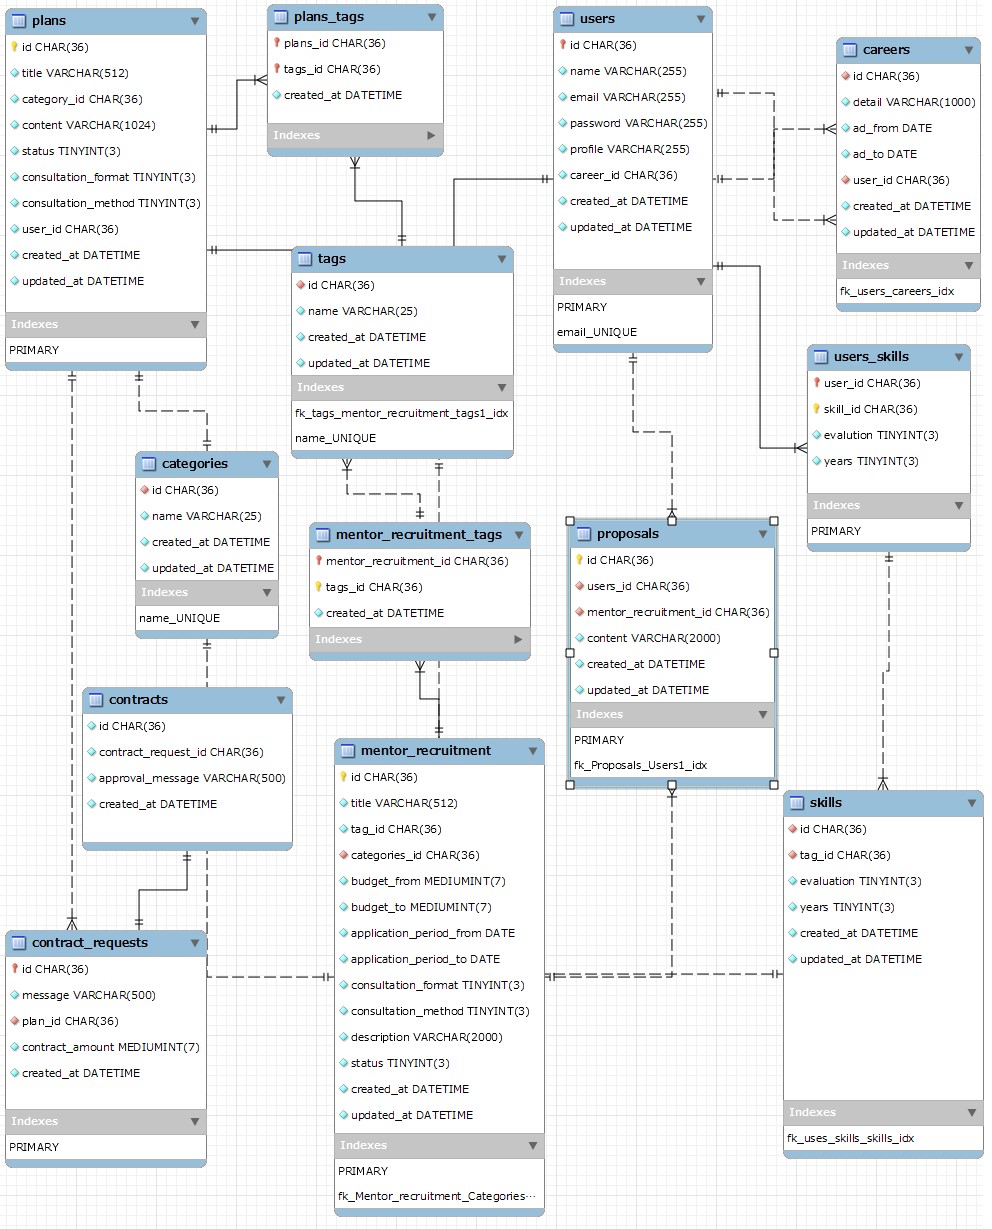 plans
id CHAR(36)
title VARCHAR(512)
category_id CHAR(36)
content VARCHAR(1024)
status TINYINT(3)
consultation_format TINYINT(3)
consultation_method TINYINT(3)
user_id CHAR(36)
created_at DATETIME
updated_at DATETIME
Indexes
PRIMARY
plans_tags
plans_id CHAR(36)
tags_id CHAR(36)
created_at DATETIME
Indexes
users
id CHAR(36)
name VARCHAR(255)
email VARCHAR(255)
password VARCHAR(255)
profile VARCHAR(255)
career_id CHAR(36)
created_at DATETIME
updated_at DATETIME
Indexes
PRIMARY
email_UNIQUE
careers
id CHAR(36)
detail VARCHAR(1000)
ad_from DATE
ad_to DATE
user_id CHAR(36)
created_at DATETIME
updated_at DATETIME
Indexes
fk_users_careers_idx
tags
id CHAR(36)
name VARCHAR(25)
created_at DATETIME
updated_at DATETIME
Indexes
fk_tags_mentor_recruitment_tags1_idx
name_UNIQUE
users_skills
user_id CHAR(36)
skill_id CHAR(36)
evalution TINYINT(3)
years TINYINT(3)
Indexes
PRIMARY
categories
id CHAR(36)
name VARCHAR(25)
created_at DATETIME
updated_at DATETIME
Indexes
name_UNIQUE
mentor_recruitment_tags
mentor_recruitment_id CHAR(36)
tags_id CHAR(36)
created_at DATETIME
Indexes
proposals
id CHAR(36)
users_id CHAR(36)
mentor_recruitment_id CHAR(36)
content VARCHAR(2000)
created_at DATETIME
updated_at DATETIME
Indexes
PRIMARY
fk_Proposals_Users1_idx
contracts
id CHAR(36)
contract_request_id CHAR(36)
approval_message VARCHAR(500)
created_at DATETIME
mentor_recruitment
id CHAR(36)
title VARCHAR(512)
tag_id CHAR(36)
categories_id CHAR(36)
budget_from MEDIUMINT(7)
budget_to MEDIUMINT(7)
application_period_from DATE
application_period_to DATE
consultation_format TINYINT(3)
consultation_method TINYINT(3)
description VARCHAR(2000)
status TINYINT(3)
created_at DATETIME
updated_at DATETIME
Indexes
PRIMARY
fk_Mentor_recruitment_Categories…
skills
id CHAR(36)
tag_id CHAR(36)
evaluation TINYINT(3)
years TINYINT(3)
created_at DATETIME
updated_at DATETIME
Indexes
fk_uses_skills_skills_idx
contract_requests
id CHAR(36)
message VARCHAR(500)
plan_id CHAR(36)
contract_amount MEDIUMINT(7)
created_at DATETIME
Indexes
PRIMARY